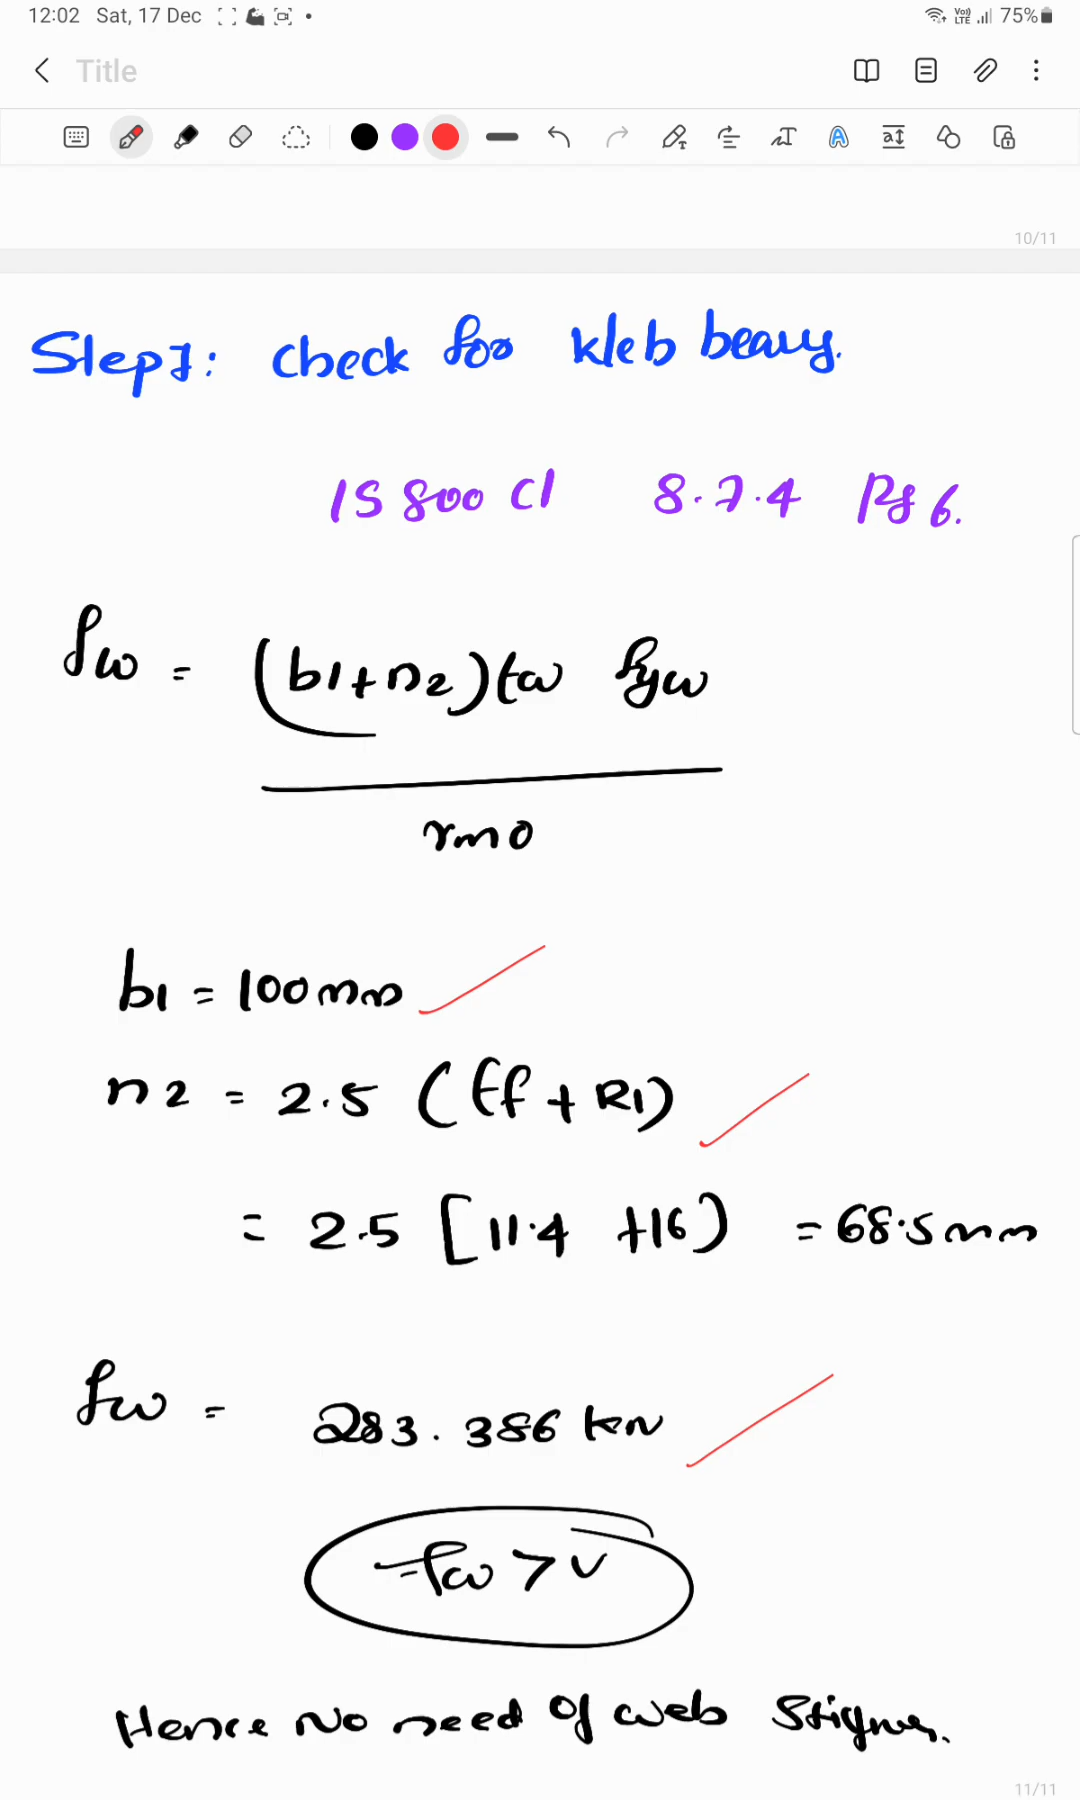 12:02 Sat, 17 Dec 75%
Title
10/11
Step 7: Check for Web bearing.
IS 800 Cl 8.7.4 Pg 6.
fw = (b1+n2) tw fyw
γm0
b1 = 100mm
n2 = 2.5 (tf + R1)
= 2.5 [11.4 +16) = 68.5mm
fw = 283.386 kN
fw > V
Hence No need of web
11/11